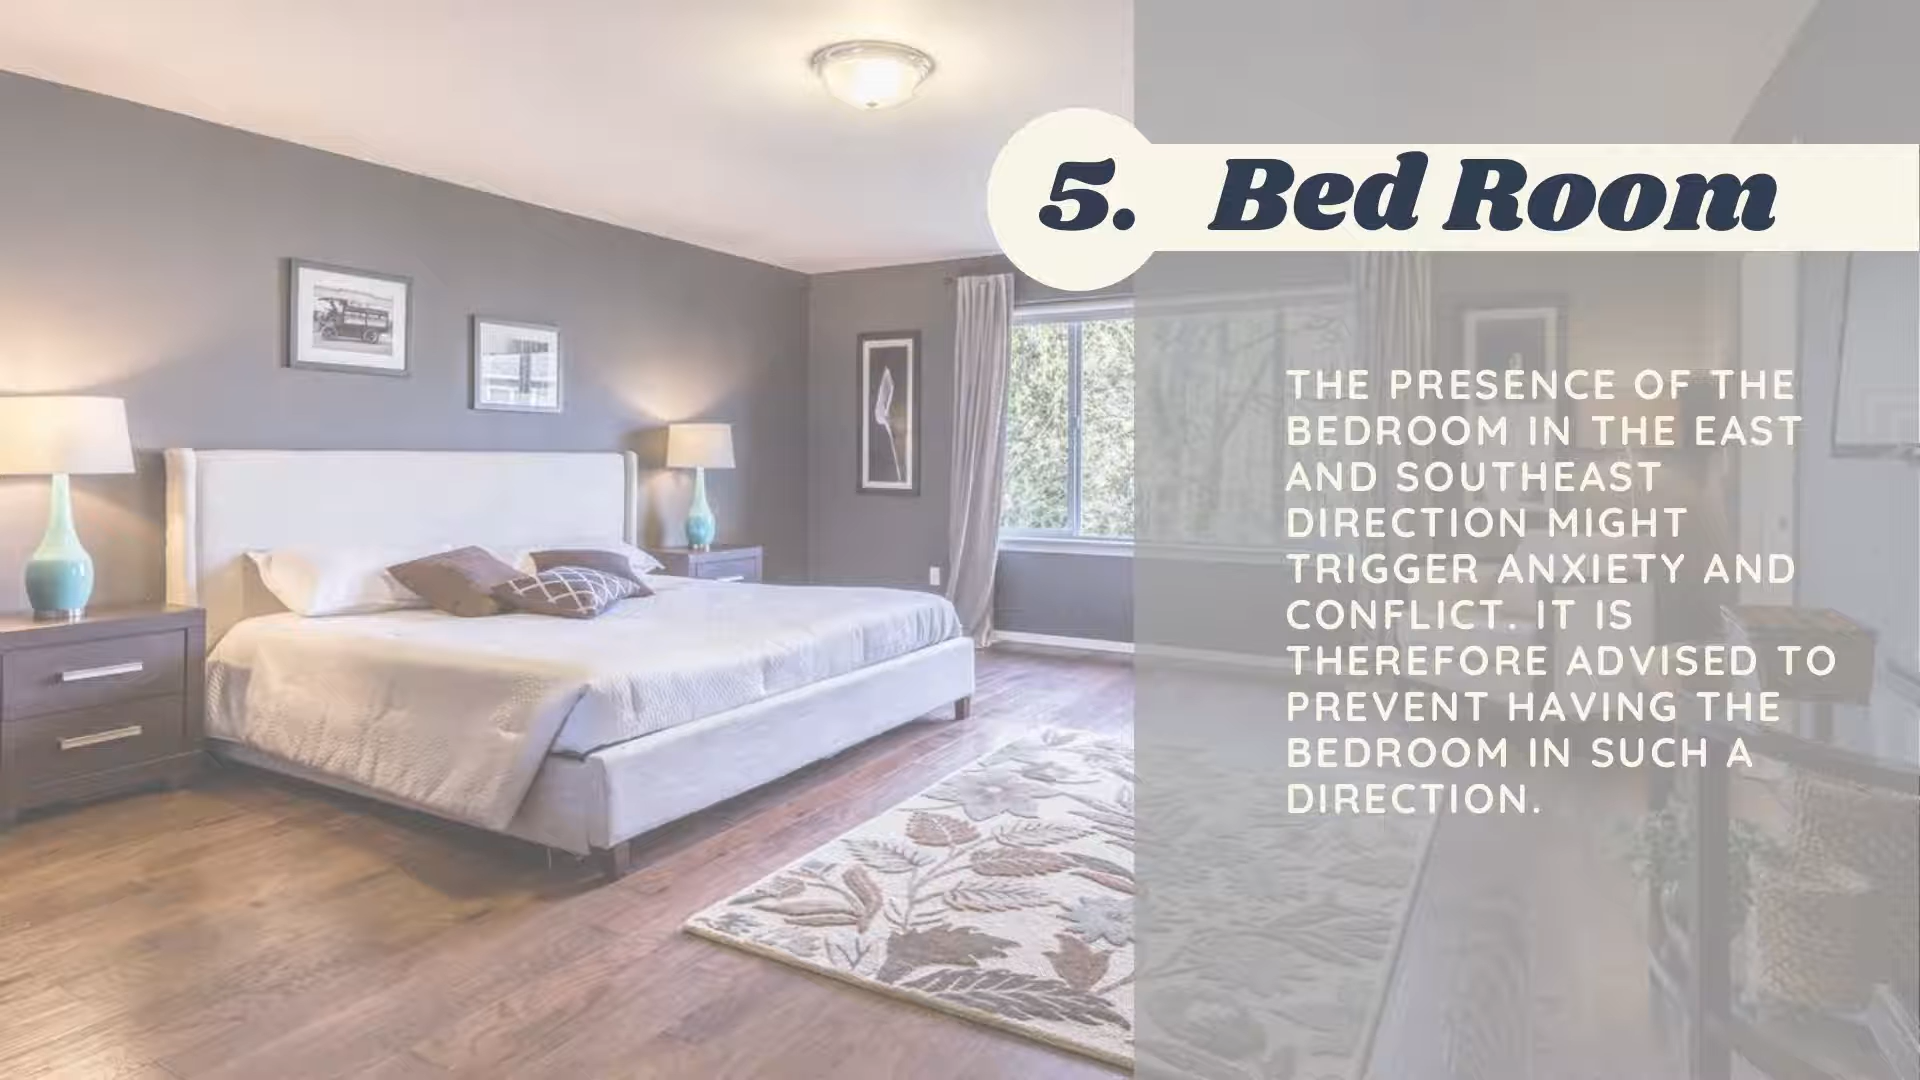 5. Bed Room
THE PRESENCE OF THE
BEDROOM IN THE EAST
AND SOUTHEAST
DIRECTION MIGHT
TRIGGER ANXIETY AND
CONFLICT. IT IS
THEREFORE ADVISED TO
PREVENT HAVING THE
BEDROOM IN SUCH A
DIRECTION.